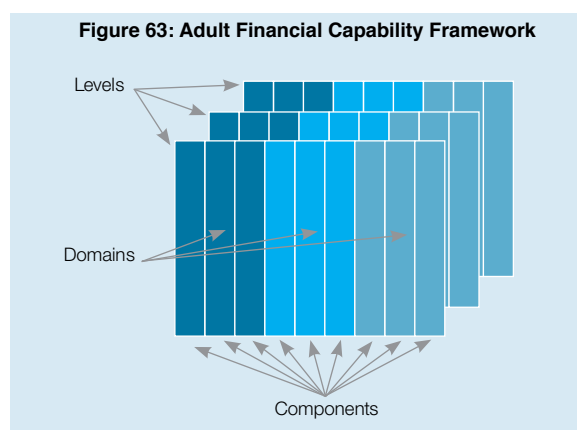 Figure 63: Adult Financial Capability Framework
Levels
Domains
Components